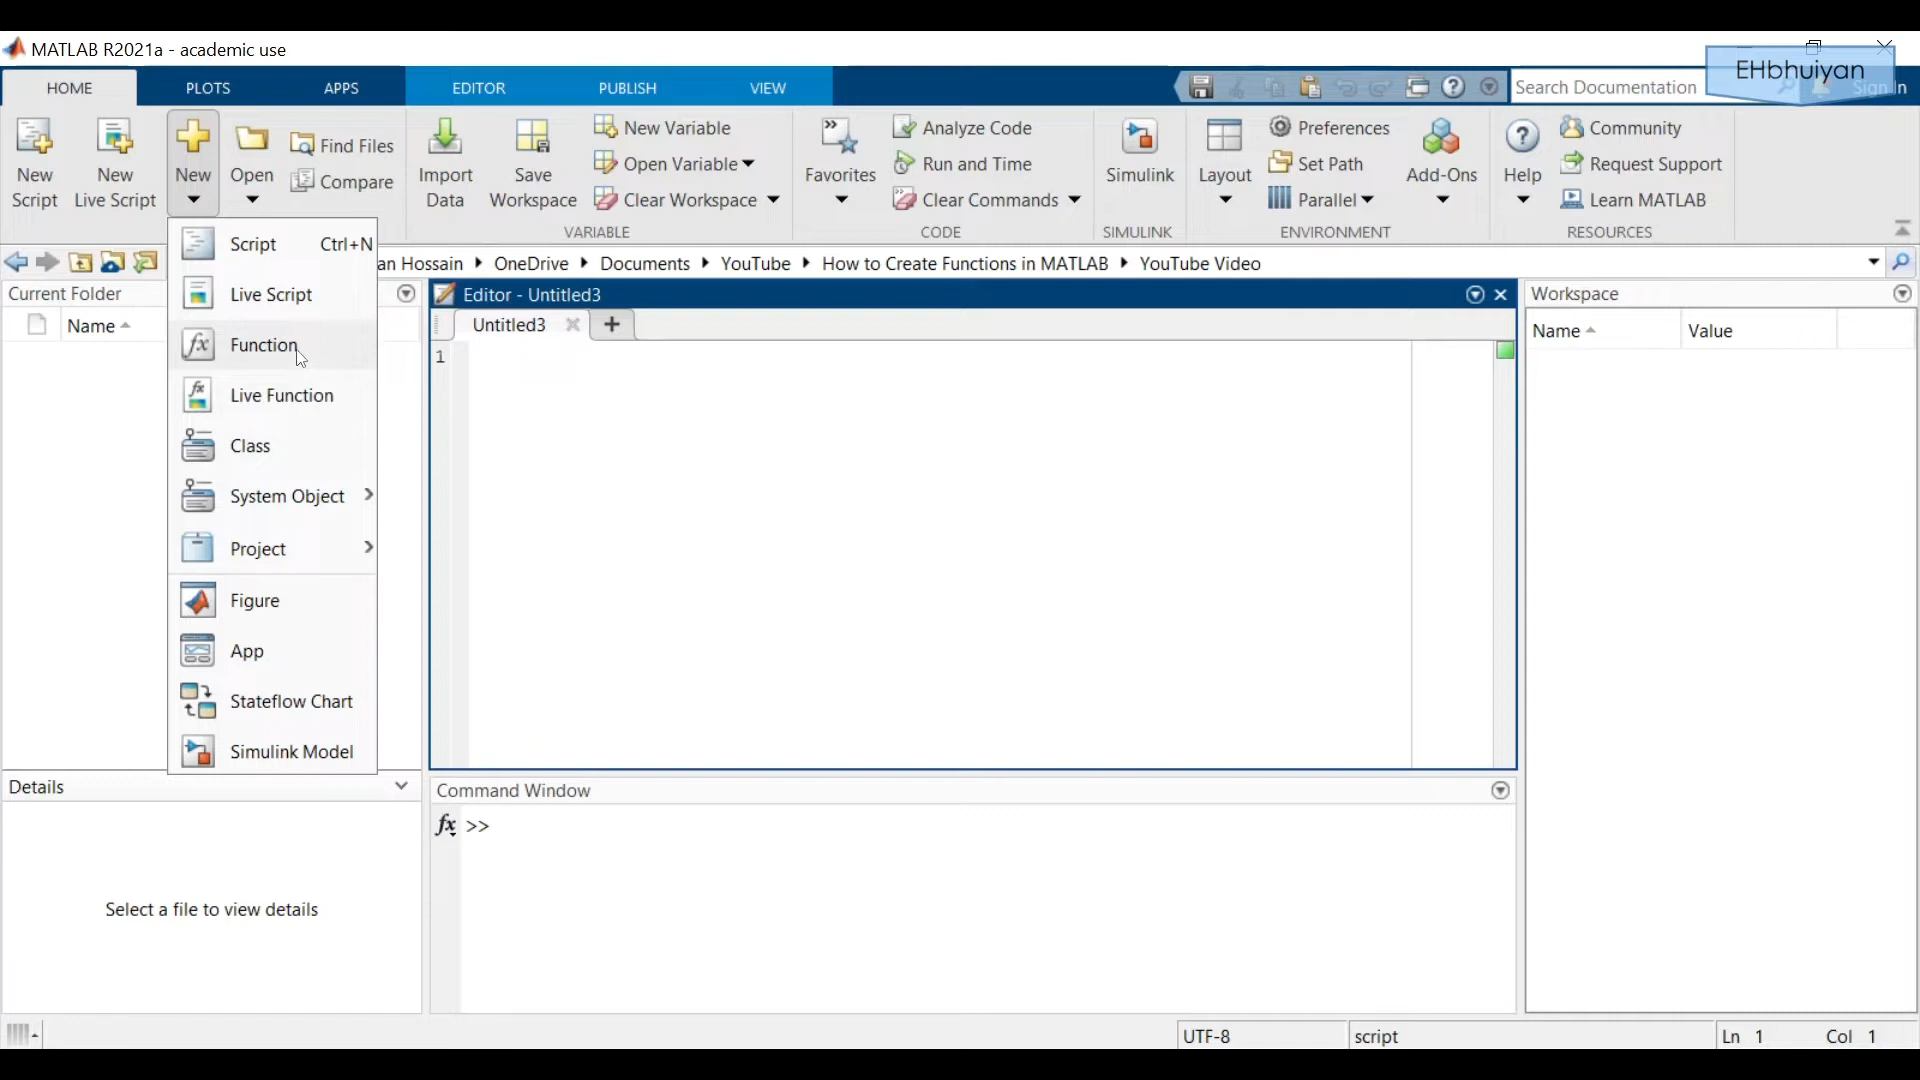 MATLAB R2021a - academic use
EHbhuiyan
HOME PLOTS APPS EDITOR PUBLISH VIEW
Search Documentation
New Script
New Live Script
New
Open
Find Files
Compare
Import Data
Save Workspace
New Variable
Open Variable
Clear Workspace
VARIABLE
Favorites
Analyze Code
Run and Time
Clear Commands
CODE
Simulink
SIMULINK
Layout
Preferences
Set Path
Parallel
Add-Ons
ENVIRONMENT
Help
Community
Request Support
Learn MATLAB
RESOURCES
an Hossain OneDrive Documents YouTube How to Create Functions in MATLAB YouTube Video
Script Ctrl+N
Live Script
fx Function
fx Live Function
Class
System Object
Project
Figure
App
Stateflow Chart
Simulink Model
Current Folder
Name
Details
Select a file to view details
Editor - Untitled3
Untitled3
1
Command Window
fx >>
Workspace
Name Value
UTF-8 script Ln 1 Col 1